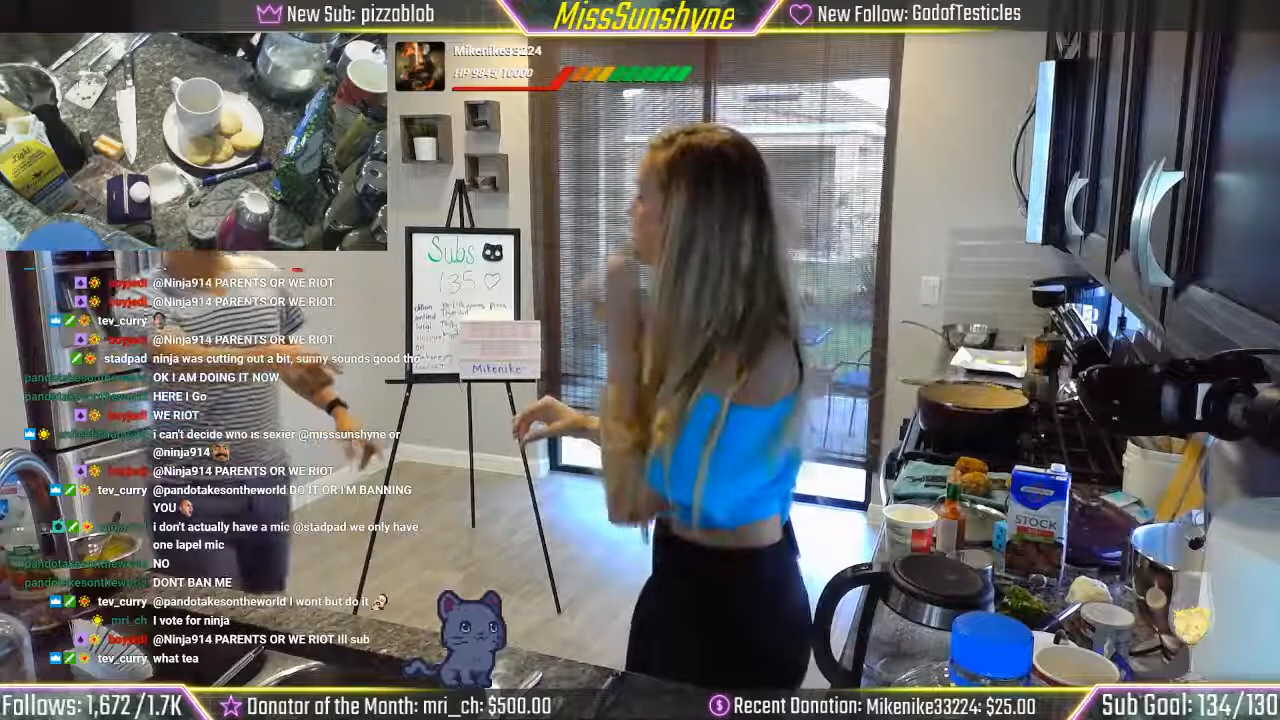 New Sub: pizzoblob
MissSunshyne
New Follow: GodofTesticles
Mikenike33224
HP 9845/10000
Light
Subs
135
Mikenike
STOCK
@Ninja914 PARENTS OR WE RIOT
@Ninja914 PARENTS OR WE RIOT
tev_curry
@Ninja914 PARENTS OR WE RIOT
stadpad ninja was cutting out a bit, sunny sounds good tho
pandotakesontheworld OK I AM DOING IT NOW
pandotakesontheworld HERE I Go
WE RIOT
i can't decide who is sexier @misssunshyne or
@ninja914
@Ninja914 PARENTS OR WE RIOT
tev_curry @pandotakesontheworld DO IT OR I'M BANNING
YOU
i don't actually have a mic @stadpad we only have
one lapel mic
pandotakesontheworld NO
pandotakesontheworld DONT BAN ME
tev_curry @pandotakesontheworld I wont but do it
mri_ch I vote for ninja
@Ninja914 PARENTS OR WE RIOT Ill sub
tev_curry what tea
Follows: 1,672 /1.7K
Donator of the Month: mri_ch: $500.00
Recent Donation: Mikenike33224: $25.00
Sub Goal: 134/130